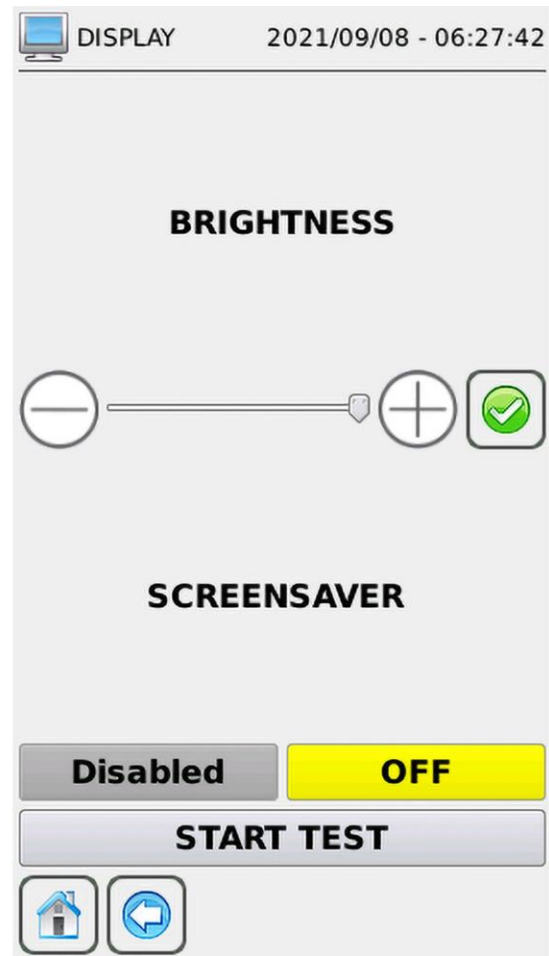 DISPLAY 2021/09/08 - 06:27:42
BRIGHTNESS
SCREENSAVER
Disabled OFF
START TEST